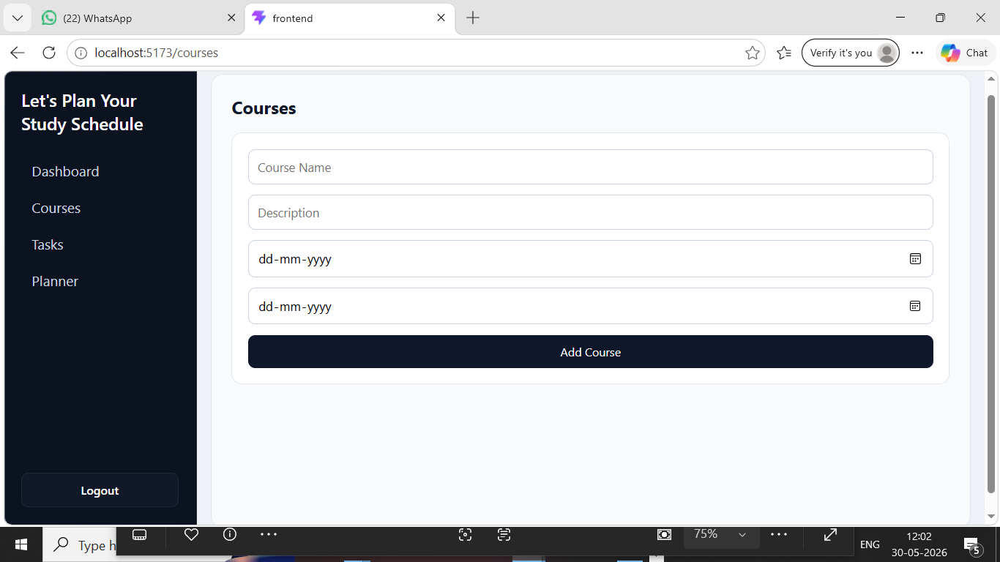 (22) WhatsApp
frontend
localhost:5173/courses
Verify it's you
Chat
Let's Plan Your
Study Schedule
Dashboard
Courses
Tasks
Planner
Logout
Courses
Course Name
Description
dd-mm-yyyy
dd-mm-yyyy
Add Course
Type h
75%
ENG
12:02
30-05-2026
5